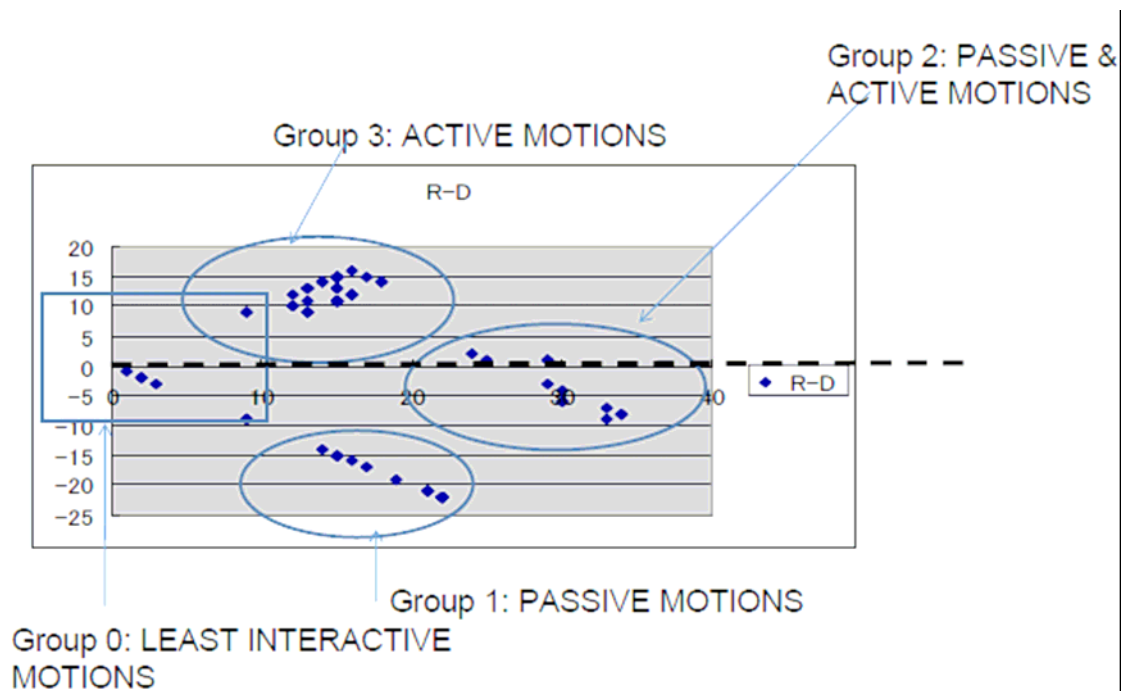 Group 2: PASSIVE &
ACTIVE MOTIONS
Group 3: ACTIVE MOTIONS
R-D
20
15
10
5
0
-5
-10
-15
-20
-25
0
10
20
30
40
R-D
Group 1: PASSIVE MOTIONS
Group 0: LEAST INTERACTIVE
MOTIONS